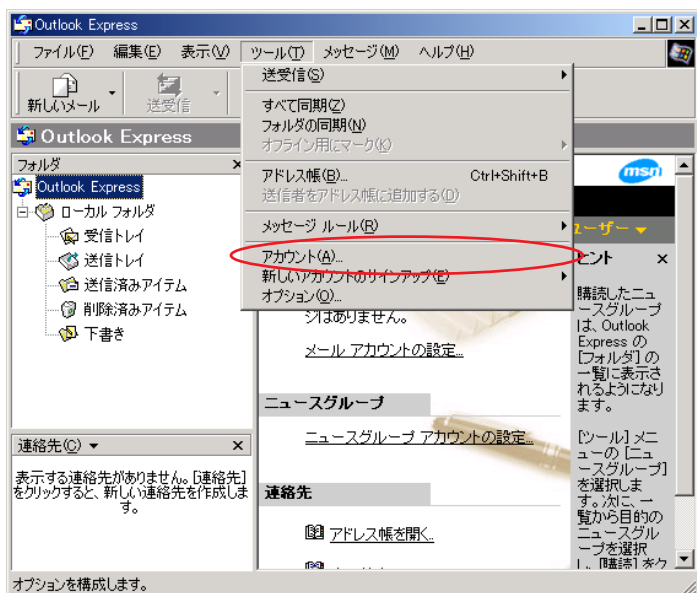 Outlook Express
ファイル(F) 編集(E) 表示(V) ツール(T) メッセージ(M) ヘルプ(H)
新しいメール 送受信
送受信(S)
すべて同期(Z)
フォルダの同期(N)
オフライン用にマーク(K)
アドレス帳(B)... Ctrl+Shift+B
送信者をアドレス帳に追加する(D)
メッセージ ルール(R)
アカウント(A)...
新しいアカウントのサインアップ(E)
オプション(O)...
Outlook Express
フォルダ ×
Outlook Express
ローカル フォルダ
受信トレイ
送信トレイ
送信済みアイテム
削除済みアイテム
下書き
連絡先(C) ×
表示する連絡先がありません。[連絡先]
をクリックすると、新しい連絡先を作成しま
す。
msn
ユーザー
ジはありません。
メール アカウントの設定...
ニュースグループ
ニュースグループ アカウントの設定...
連絡先
アドレス帳を開く...
ヒント ×
購読したニュ
ースグループ
は、Outlook
Express の
[フォルダ] の
一覧に表示さ
れるようになり
ます。
[ツール] メニ
ューの [ニュ
ースグループ]
を選択しま
す。次に、一
覧から目的の
ニュースグル
ープを選択
し、[購読] をク
オプションを構成します。